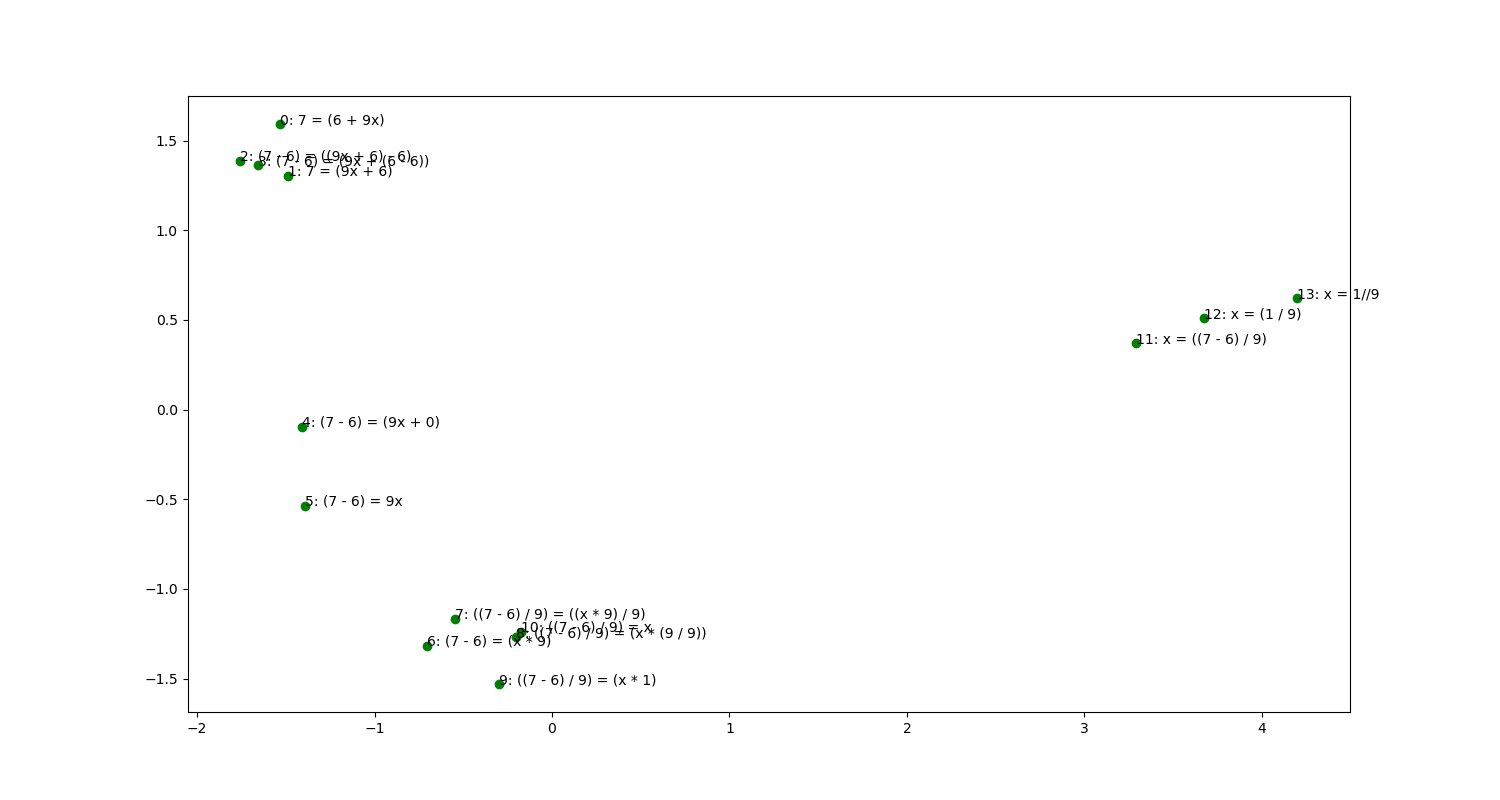 0: 7 = (6 + 9x)
2: (7 - 6) = ((9x + 6) - 6)
3: (7 - 6) = (9x + (6 - 6))
1: 7 = (9x + 6)
13: x = 1//9
12: x = (1 / 9)
11: x = ((7 - 6) / 9)
4: (7 - 6) = (9x + 0)
5: (7 - 6) = 9x
7: ((7 - 6) / 9) = ((x * 9) / 9)
10: ((7 - 6) / 9) = x
8: ((7 - 6) / 9) = (x * (9 / 9))
6: (7 - 6) = (x * 9)
9: ((7 - 6) / 9) = (x * 1)
1.5
1.0
0.5
0.0
−0.5
−1.0
−1.5
−2 −1 0 1 2 3 4